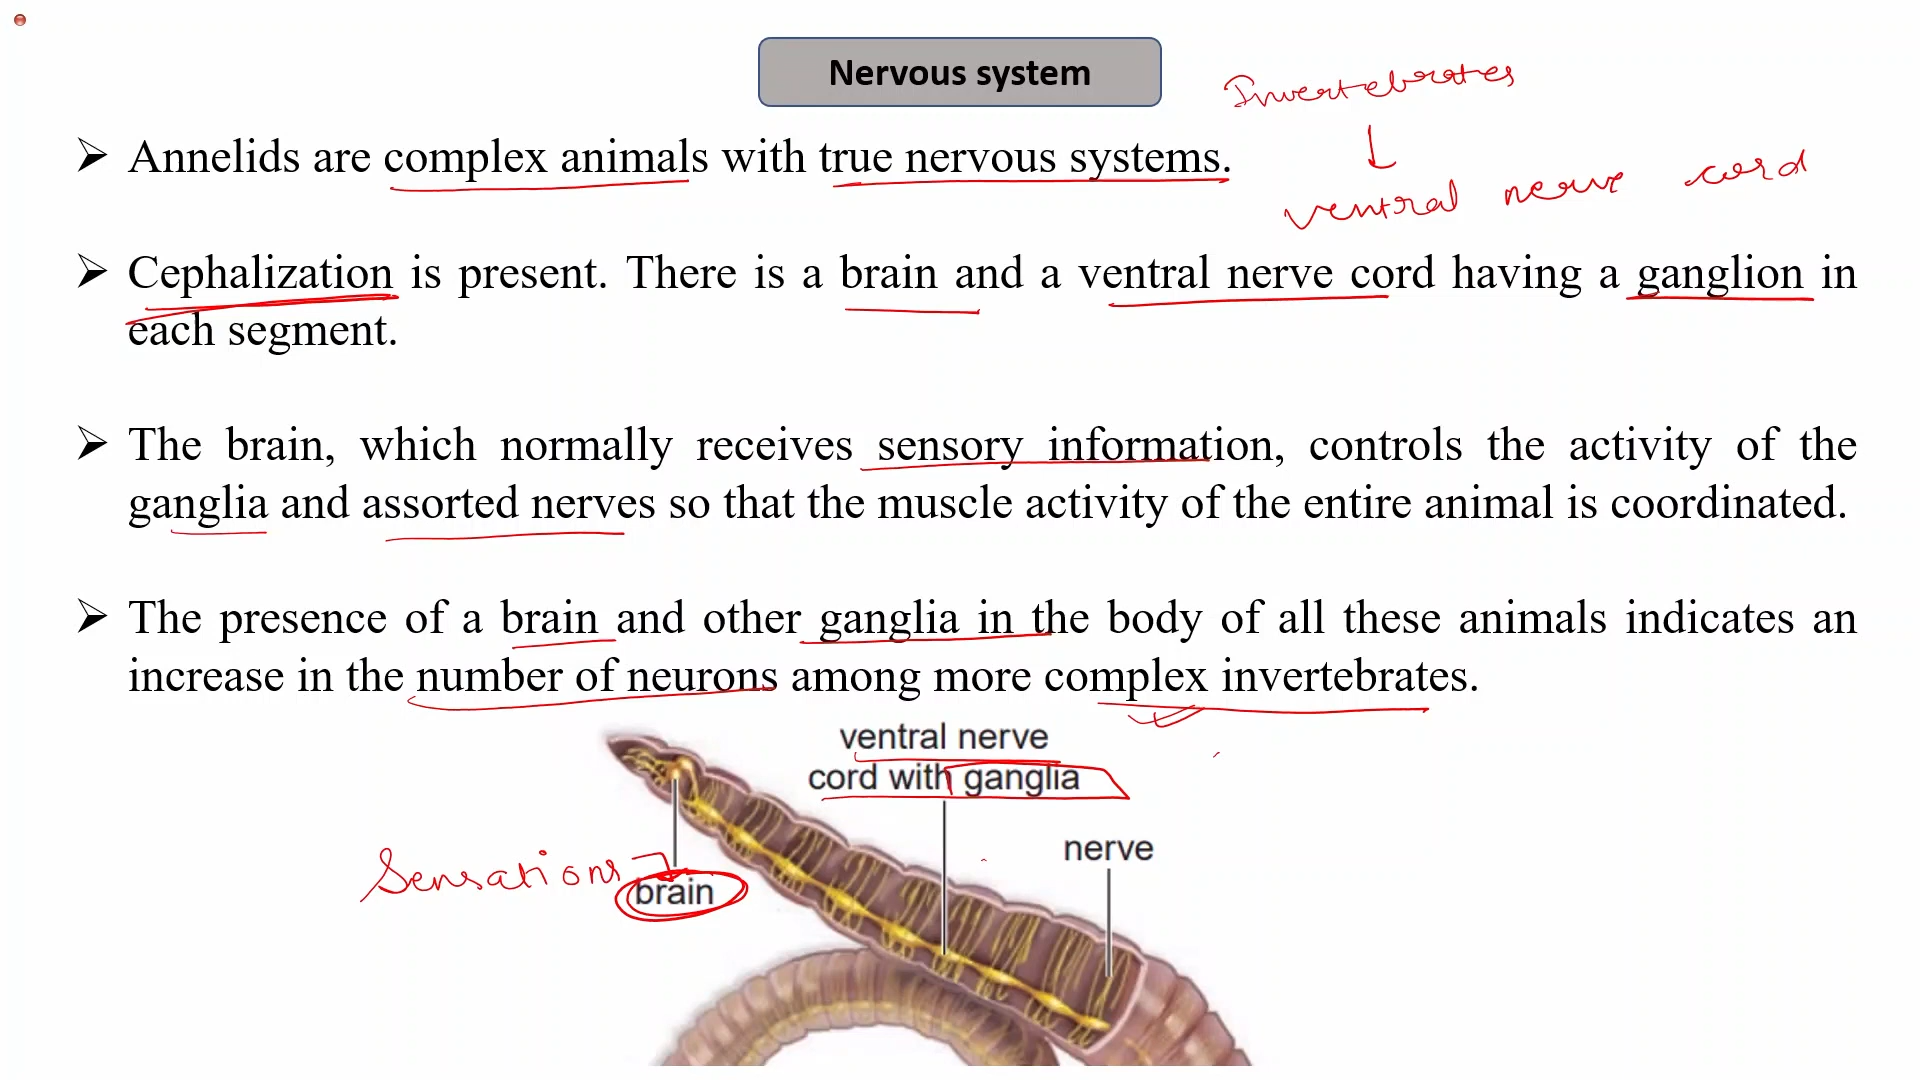 Nervous system
Invertebrates
➢ Annelids are complex animals with true nervous systems.
ventral nerve cord
➢ Cephalization is present. There is a brain and a ventral nerve cord having a ganglion in
each segment.
➢ The brain, which normally receives sensory information, controls the activity of the
ganglia and assorted nerves so that the muscle activity of the entire animal is coordinated.
➢ The presence of a brain and other ganglia in the body of all these animals indicates an
increase in the number of neurons among more complex invertebrates.
ventral nerve
cord with ganglia
nerve
Sensations
brain